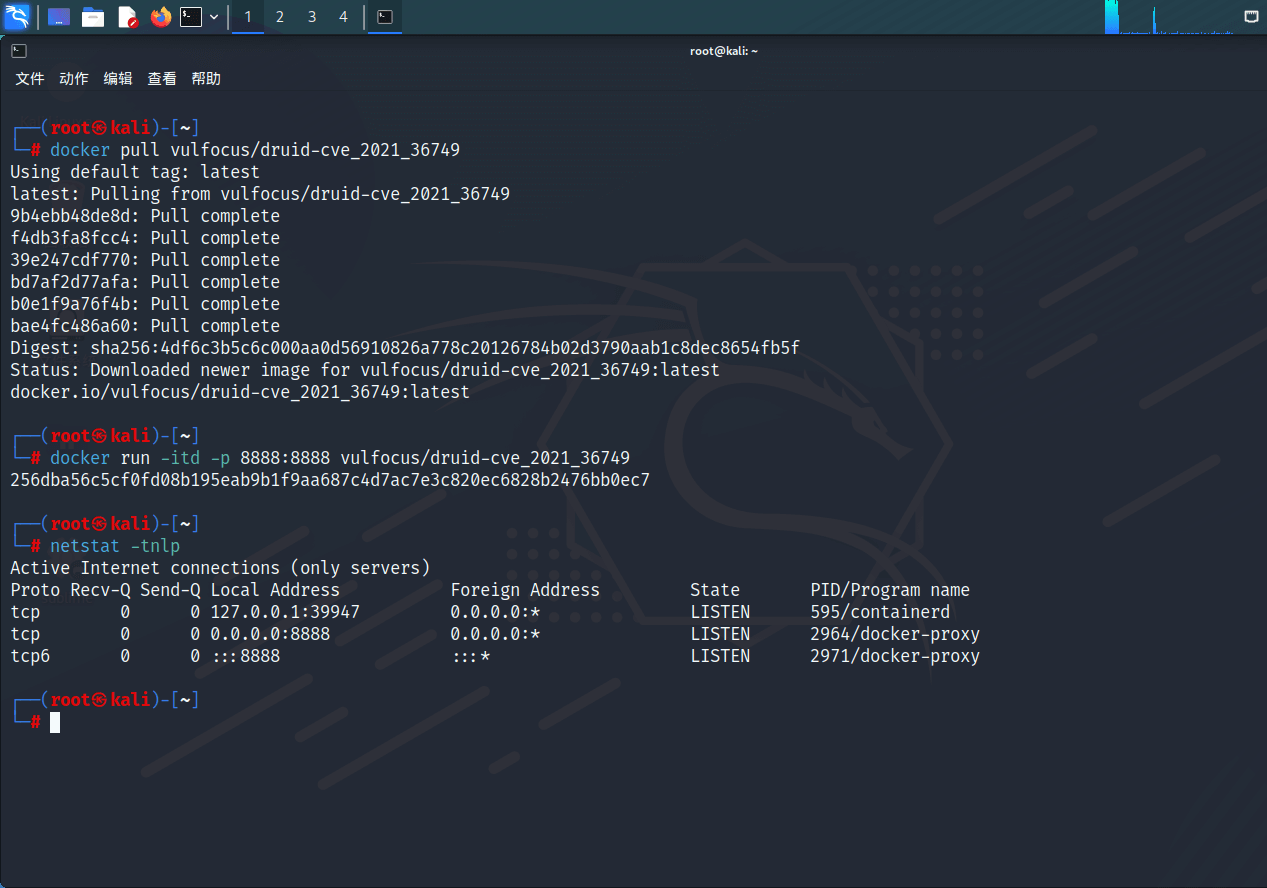 1 2 3 4
root@kali: ~
文件 动作 编辑 查看 帮助
┌──(root㉿kali)-[~]
└─# docker pull vulfocus/druid-cve_2021_36749
Using default tag: latest
latest: Pulling from vulfocus/druid-cve_2021_36749
9b4ebb48de8d: Pull complete
f4db3fa8fcc4: Pull complete
39e247cdf770: Pull complete
bd7af2d77afa: Pull complete
b0e1f9a76f4b: Pull complete
bae4fc486a60: Pull complete
Digest: sha256:4df6c3b5c6c000aa0d56910826a778c20126784b02d3790aab1c8dec8654fb5f
Status: Downloaded newer image for vulfocus/druid-cve_2021_36749:latest
docker.io/vulfocus/druid-cve_2021_36749:latest
┌──(root㉿kali)-[~]
└─# docker run -itd -p 8888:8888 vulfocus/druid-cve_2021_36749
256dba56c5cf0fd08b195eab9b1f9aa687c4d7ac7e3c820ec6828b2476bb0ec7
┌──(root㉿kali)-[~]
└─# netstat -tnlp
Active Internet connections (only servers)
Proto Recv-Q Send-Q Local Address           Foreign Address         State       PID/Program name
tcp        0      0 127.0.0.1:39947         0.0.0.0:*               LISTEN      595/containerd
tcp        0      0 0.0.0.0:8888            0.0.0.0:*               LISTEN      2964/docker-proxy
tcp6       0      0 :::8888                 :::*                    LISTEN      2971/docker-proxy
┌──(root㉿kali)-[~]
└─#